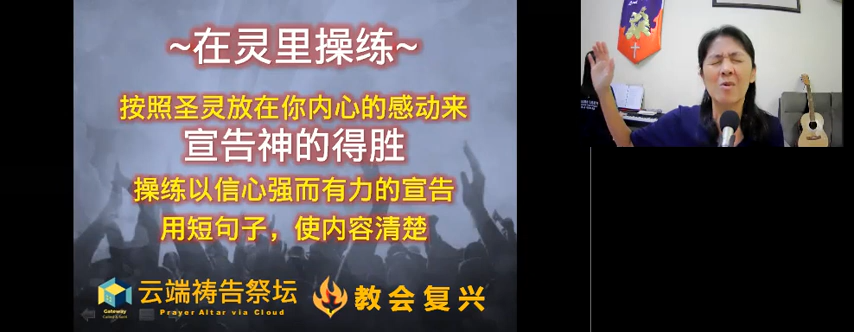 ~在灵里操练~
按照圣灵放在你内心的感动来
宣告神的得胜
操练以信心强而有力的宣告
用短句子，使内容清楚
云端祷告祭坛
Prayer Altar via Cloud
Gateway
教会复兴